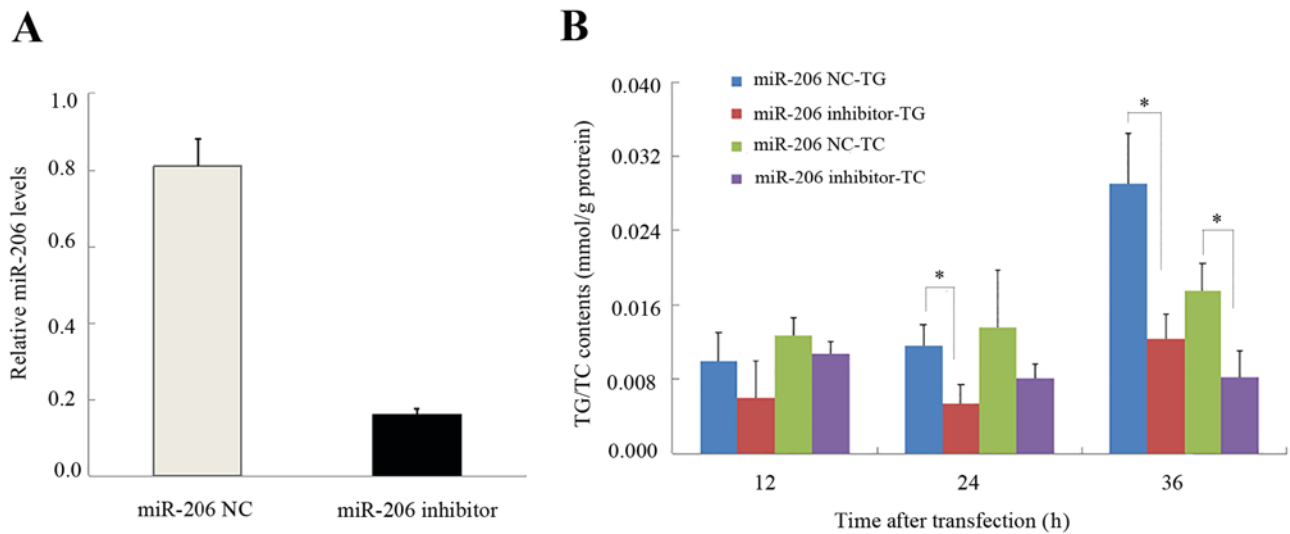 A
B
1.0
0.8
0.6
0.4
0.2
0.0
Relative miR-206 levels
miR-206 NC
miR-206 inhibitor
miR-206 NC-TG
miR-206 inhibitor-TG
miR-206 NC-TC
miR-206 inhibitor-TC
0.040
0.032
0.024
0.016
0.008
0.000
TG/TC contents (mmol/g protrein)
*
*
*
12
24
36
Time after transfection (h)